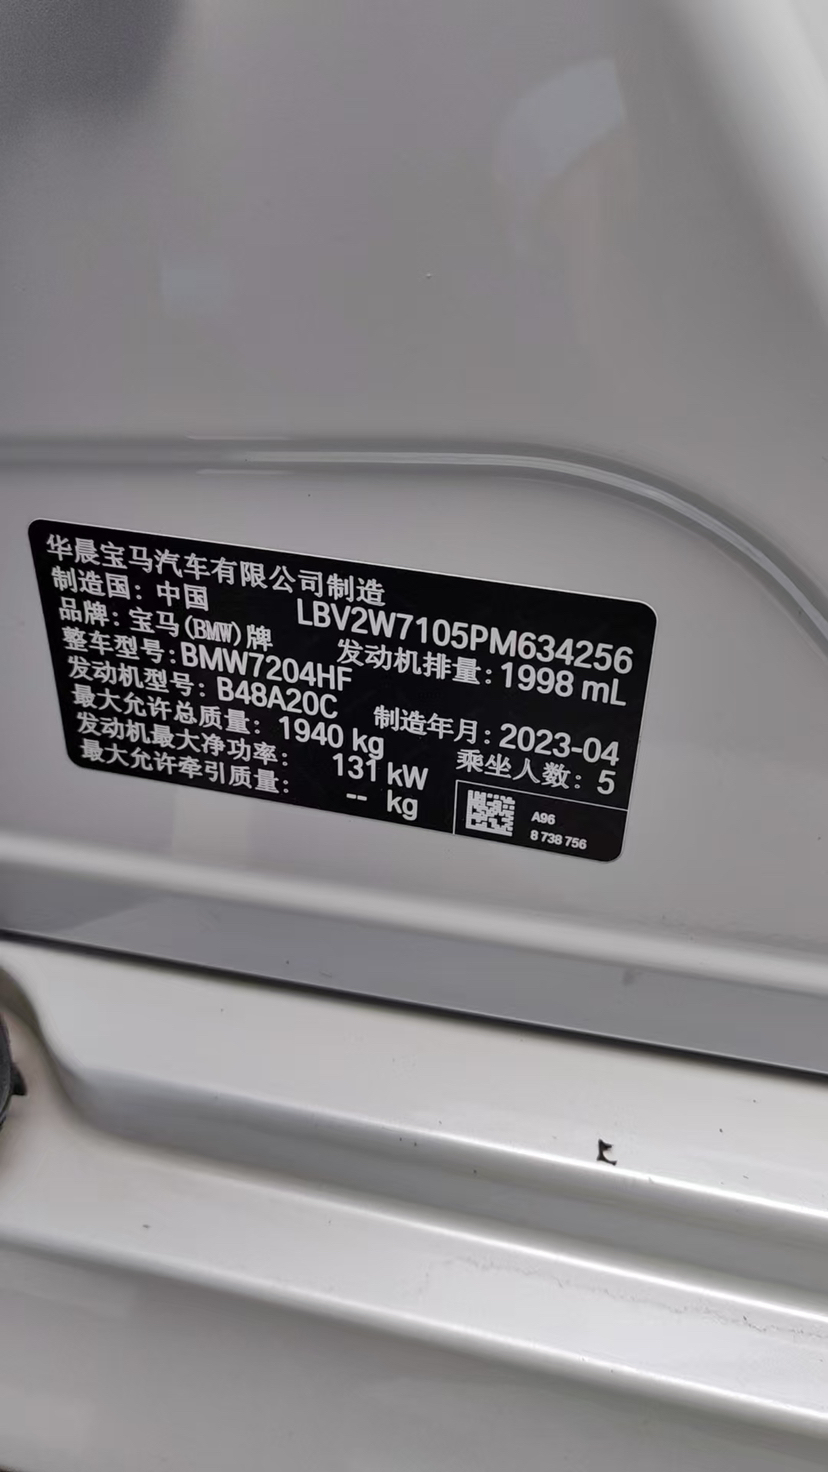 华晨宝马汽车有限公司制造
制造国：中国 LBV2W7105PM634256
品牌：宝马(BMW)牌 发动机排量：1998 mL
整车型号：BMW7204HF
发动机型号：B48A20C 制造年月：2023-04
最大允许总质量：1940 kg 乘坐人数：5
发动机最大净功率：131 kW
最大允许牵引质量：-- kg
A96
8 738 756